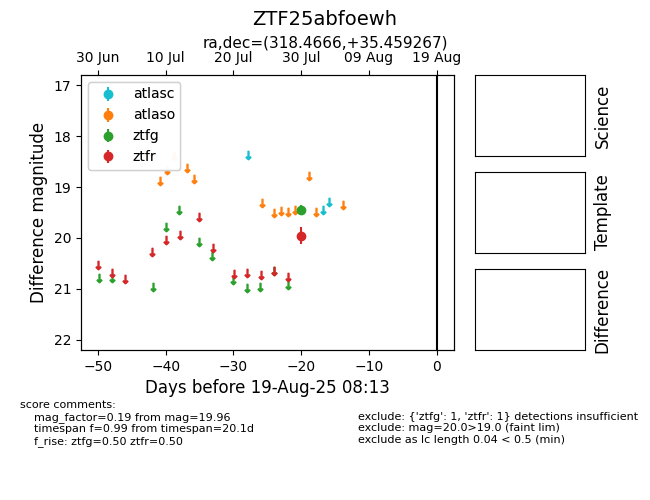 ZTF25abfoewh
ra,dec=(318.4666,+35.459267)
30 Jun 10 Jul 20 Jul 30 Jul 09 Aug 19 Aug
atlasc
atlaso
ztfg
ztfr
17
18
19
20
21
22
Difference magnitude
−50 −40 −30 −20 −10 0
Days before 19-Aug-25 08:13
Science
Template
Difference
score comments:
mag_factor=0.19 from mag=19.96
timespan f=0.99 from timespan=20.1d
f_rise: ztfg=0.50 ztfr=0.50
exclude: {'ztfg': 1, 'ztfr': 1} detections insufficient
exclude: mag=20.0>19.0 (faint lim)
exclude as lc length 0.04 < 0.5 (min)